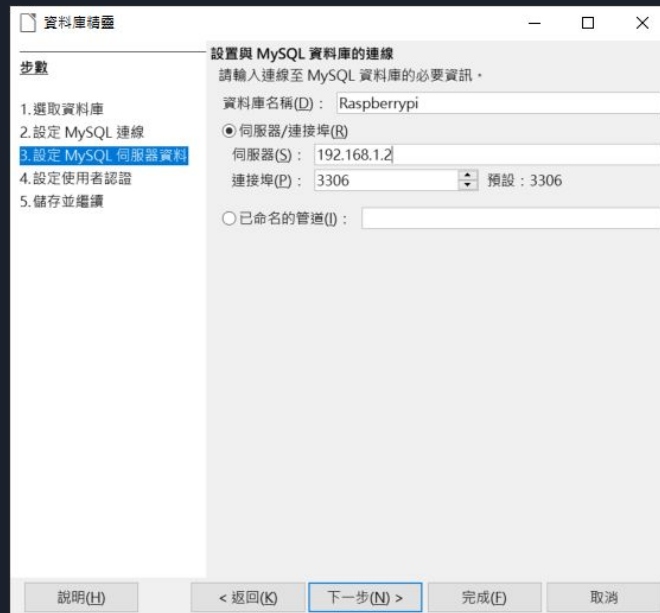 資料庫精靈
步數
1.選取資料庫
2.設定 MySQL 連線
3.設定 MySQL 伺服器資料
4.設定使用者認證
5.儲存並繼續
設置與 MySQL 資料庫的連線
請輸入連線至 MySQL 資料庫的必要資訊。
資料庫名稱(D)： Raspberrypi
伺服器/連接埠(R)
伺服器(S)： 192.168.1.2
連接埠(P)： 3306 預設：3306
已命名的管道(I)：
說明(H) < 返回(K) 下一步(N) > 完成(F) 取消